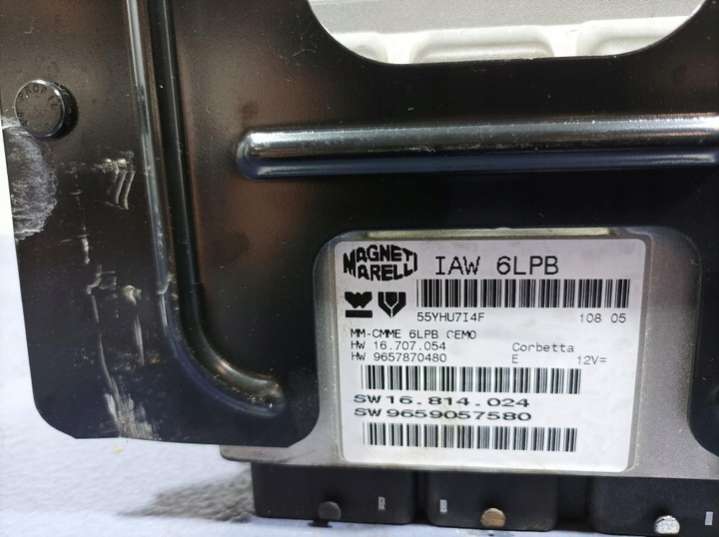 MAGNETI
MARELLI
IAW 6LPB
55YHU7I4F
108 05
MM-CMME 6LPB CEMO
HW 16.707.054
Corbetta
HW 9657870480
E
12V=
SW16.814.024
SW9659057580